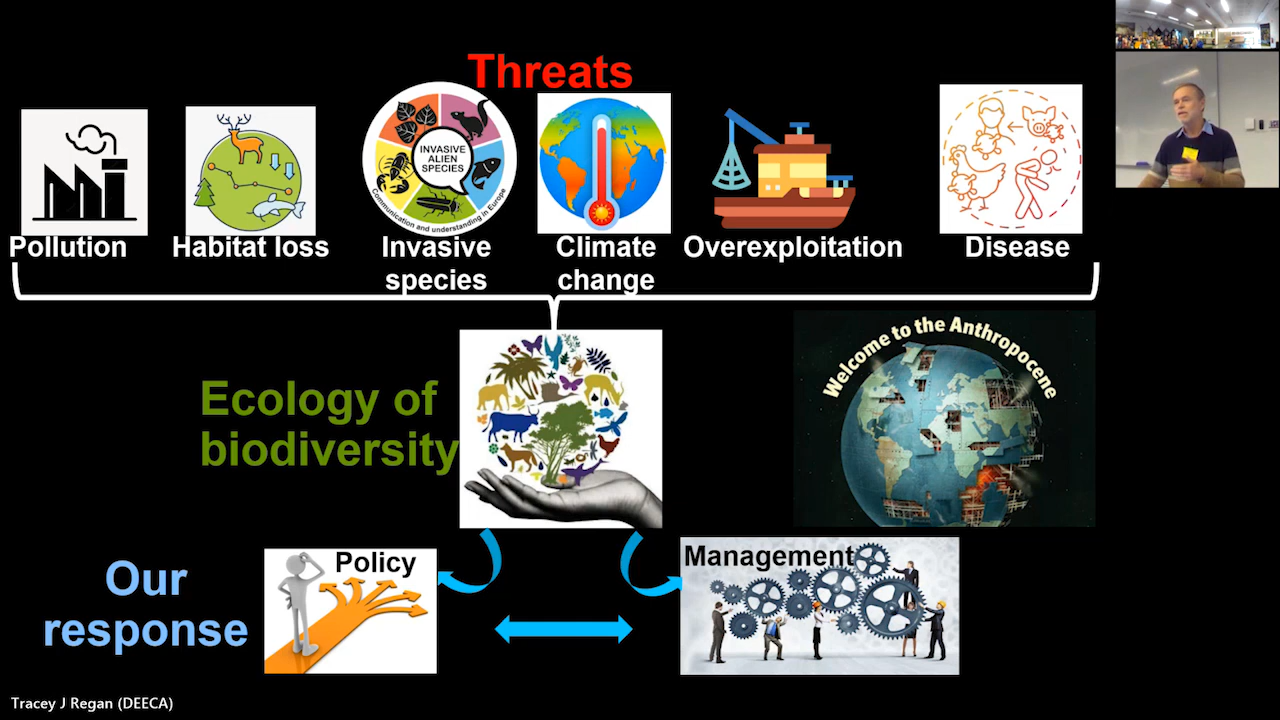 Threats
INVASIVE
ALIEN
SPECIES
Communication and understanding in Europe
Pollution
Habitat loss
Invasive
species
Climate
change
Overexploitation
Disease
Welcome to the Anthropocene
Ecology of
biodiversity
Our
response
Policy
Management
Tracey J Regan (DEECA)